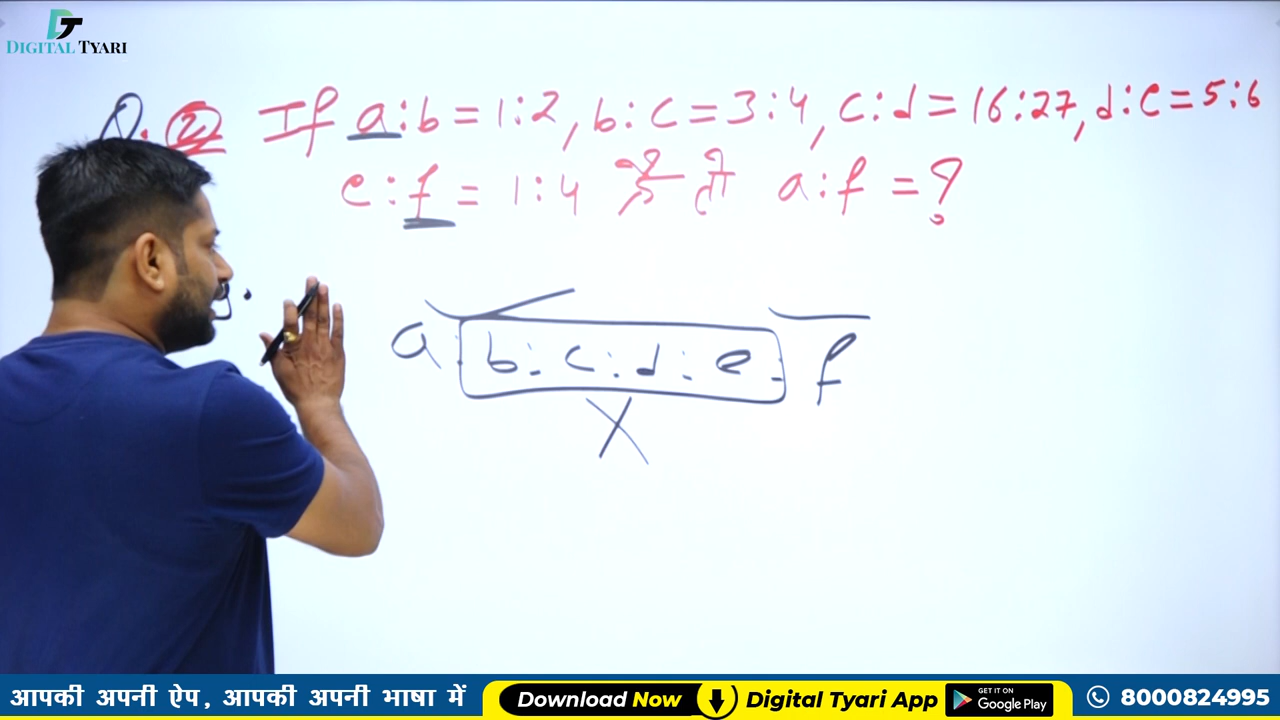 DT
DIGITAL TYARI
Q. 2 If a:b=1:2, b:c=3:4, c:d=16:27, d:e=5:6
e:f=1:4 है तो a:f=?
a:b:c:d:e:f
X
आपकी अपनी ऐप, आपकी अपनी भाषा में
Download Now
Digital Tyari App
GET IT ON
Google Play
8000824995